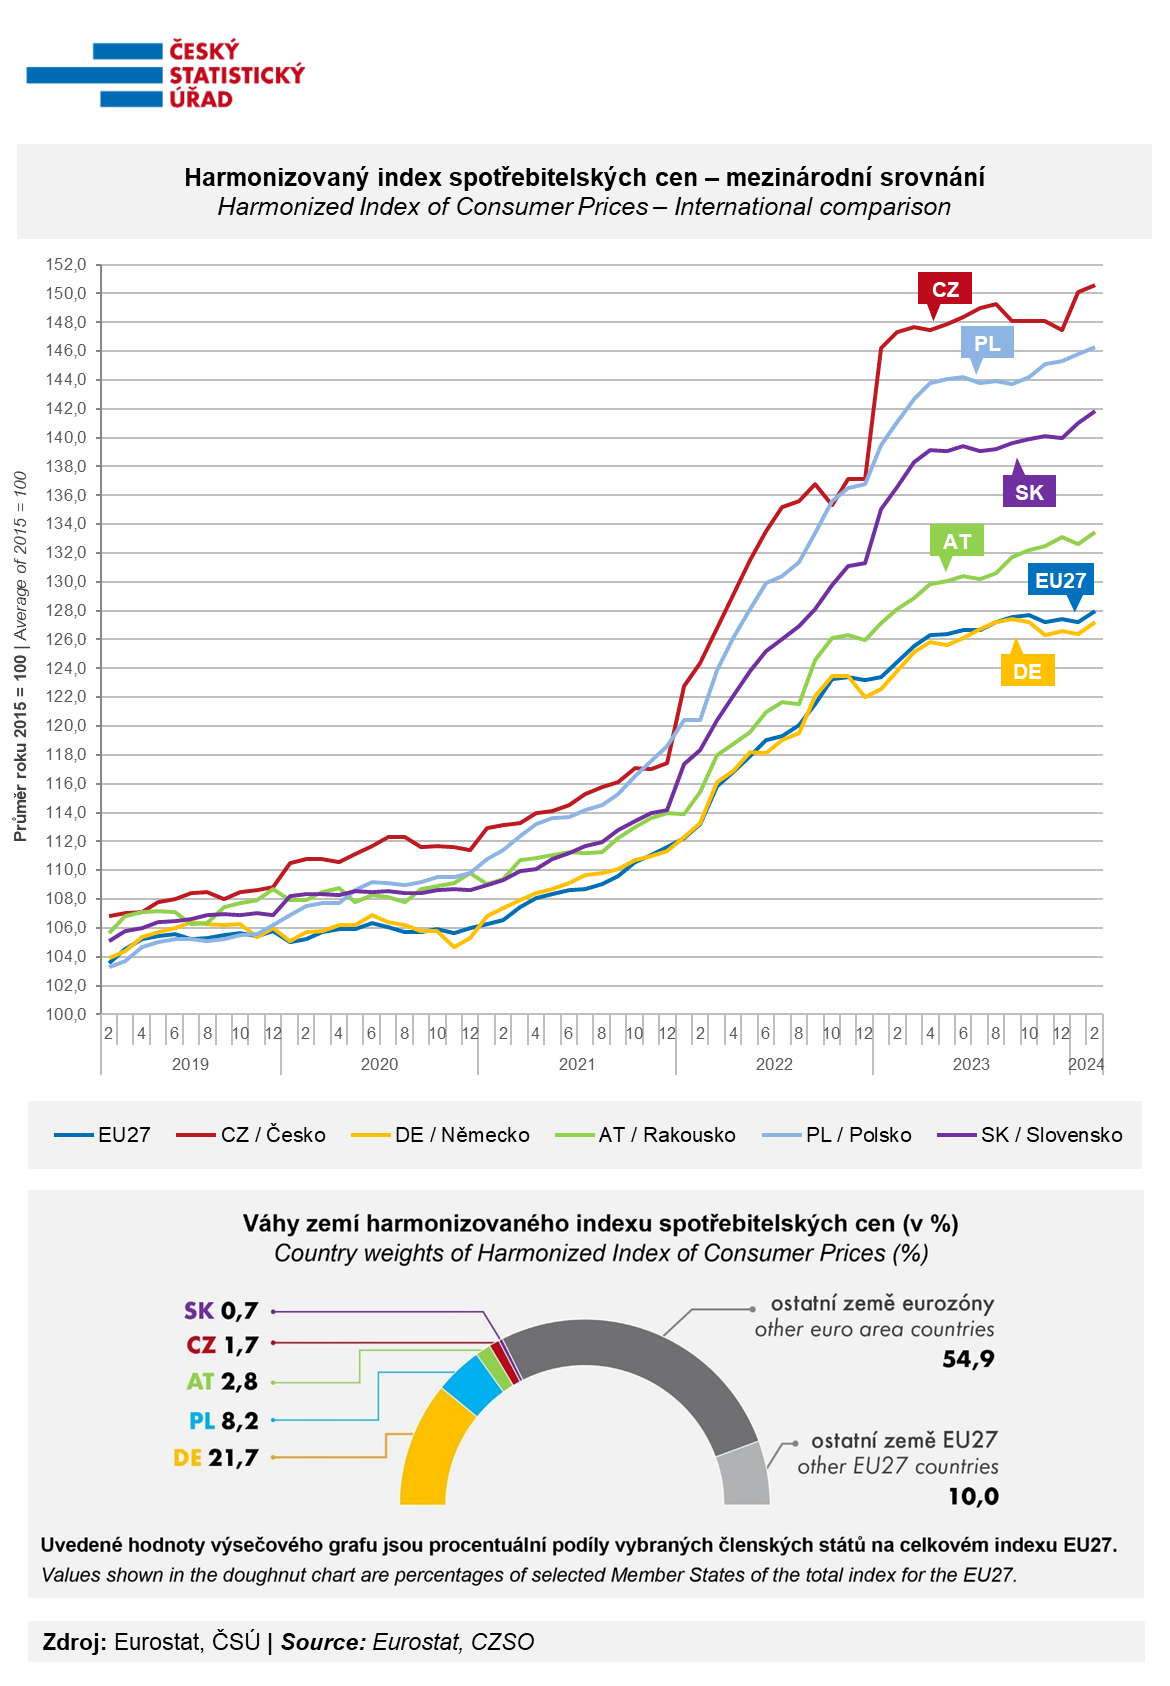 ČESKÝ
STATISTICKÝ
ÚŘAD
Harmonizovaný index spotřebitelských cen – mezinárodní srovnání
Harmonized Index of Consumer Prices – International comparison
Průměr roku 2015 = 100 | Average of 2015 = 100
152,0
150,0
148,0
146,0
144,0
142,0
140,0
138,0
136,0
134,0
132,0
130,0
128,0
126,0
124,0
122,0
120,0
118,0
116,0
114,0
112,0
110,0
108,0
106,0
104,0
102,0
100,0
CZ
PL
SK
AT
EU27
DE
2 4 6 8 10 12 2 4 6 8 10 12 2 4 6 8 10 12 2 4 6 8 10 12 2 4 6 8 10 12 2
2019 2020 2021 2022 2023 2024
EU27 CZ / Česko DE / Německo AT / Rakousko PL / Polsko SK / Slovensko
Váhy zemí harmonizovaného indexu spotřebitelských cen (v %)
Country weights of Harmonized Index of Consumer Prices (%)
SK 0,7
CZ 1,7
AT 2,8
PL 8,2
DE 21,7
ostatní země eurozóny
other euro area countries
54,9
ostatní země EU27
other EU27 countries
10,0
Uvedené hodnoty výsečového grafu jsou procentuální podíly vybraných členských států na celkovém indexu EU27.
Values shown in the doughnut chart are percentages of selected Member States of the total index for the EU27.
Zdroj: Eurostat, ČSÚ | Source: Eurostat, CZSO